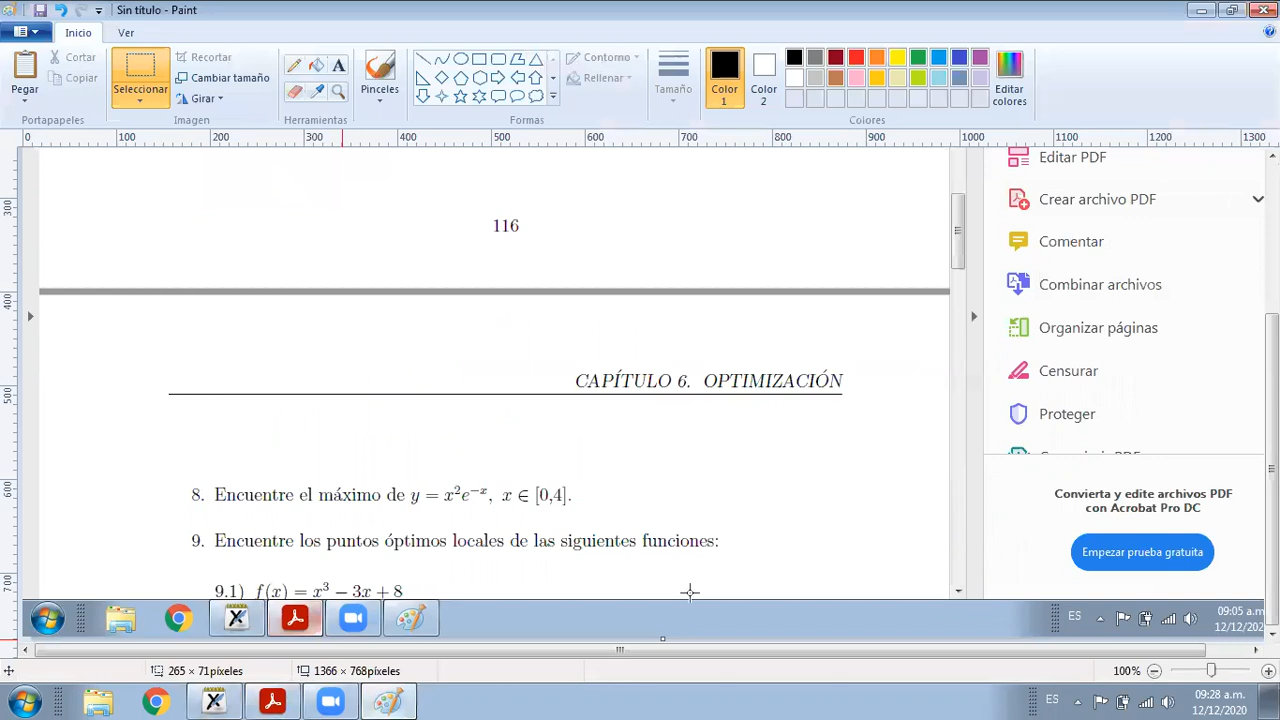 Sin título - Paint
Inicio
Ver
Pegar
Cortar
Copiar
Portapapeles
Seleccionar
Recortar
Cambiar tamaño
Girar
Imagen
A
Herramientas
Pinceles
Contorno
Rellenar
Formas
Tamaño
Color 1
Color 2
Editar colores
Colores
0 100 200 300 400 500 600 700 800 900 1000 1100 1200 1300
300
400
500
600
700
116
CAPÍTULO 6. OPTIMIZACIÓN
8. Encuentre el máximo de y = x²e⁻ˣ, x ∈ [0,4].
9. Encuentre los puntos óptimos locales de las siguientes funciones:
9.1) f(x) = x³ − 3x + 8
Editar PDF
Crear archivo PDF
Comentar
Combinar archivos
Organizar páginas
Censurar
Proteger
Convierta y edite archivos PDF
con Acrobat Pro DC
Empezar prueba gratuita
ES
09:05 a.m.
12/12/2020
265 × 71píxeles
1366 × 768píxeles
100%
ES
09:28 a.m.
12/12/2020